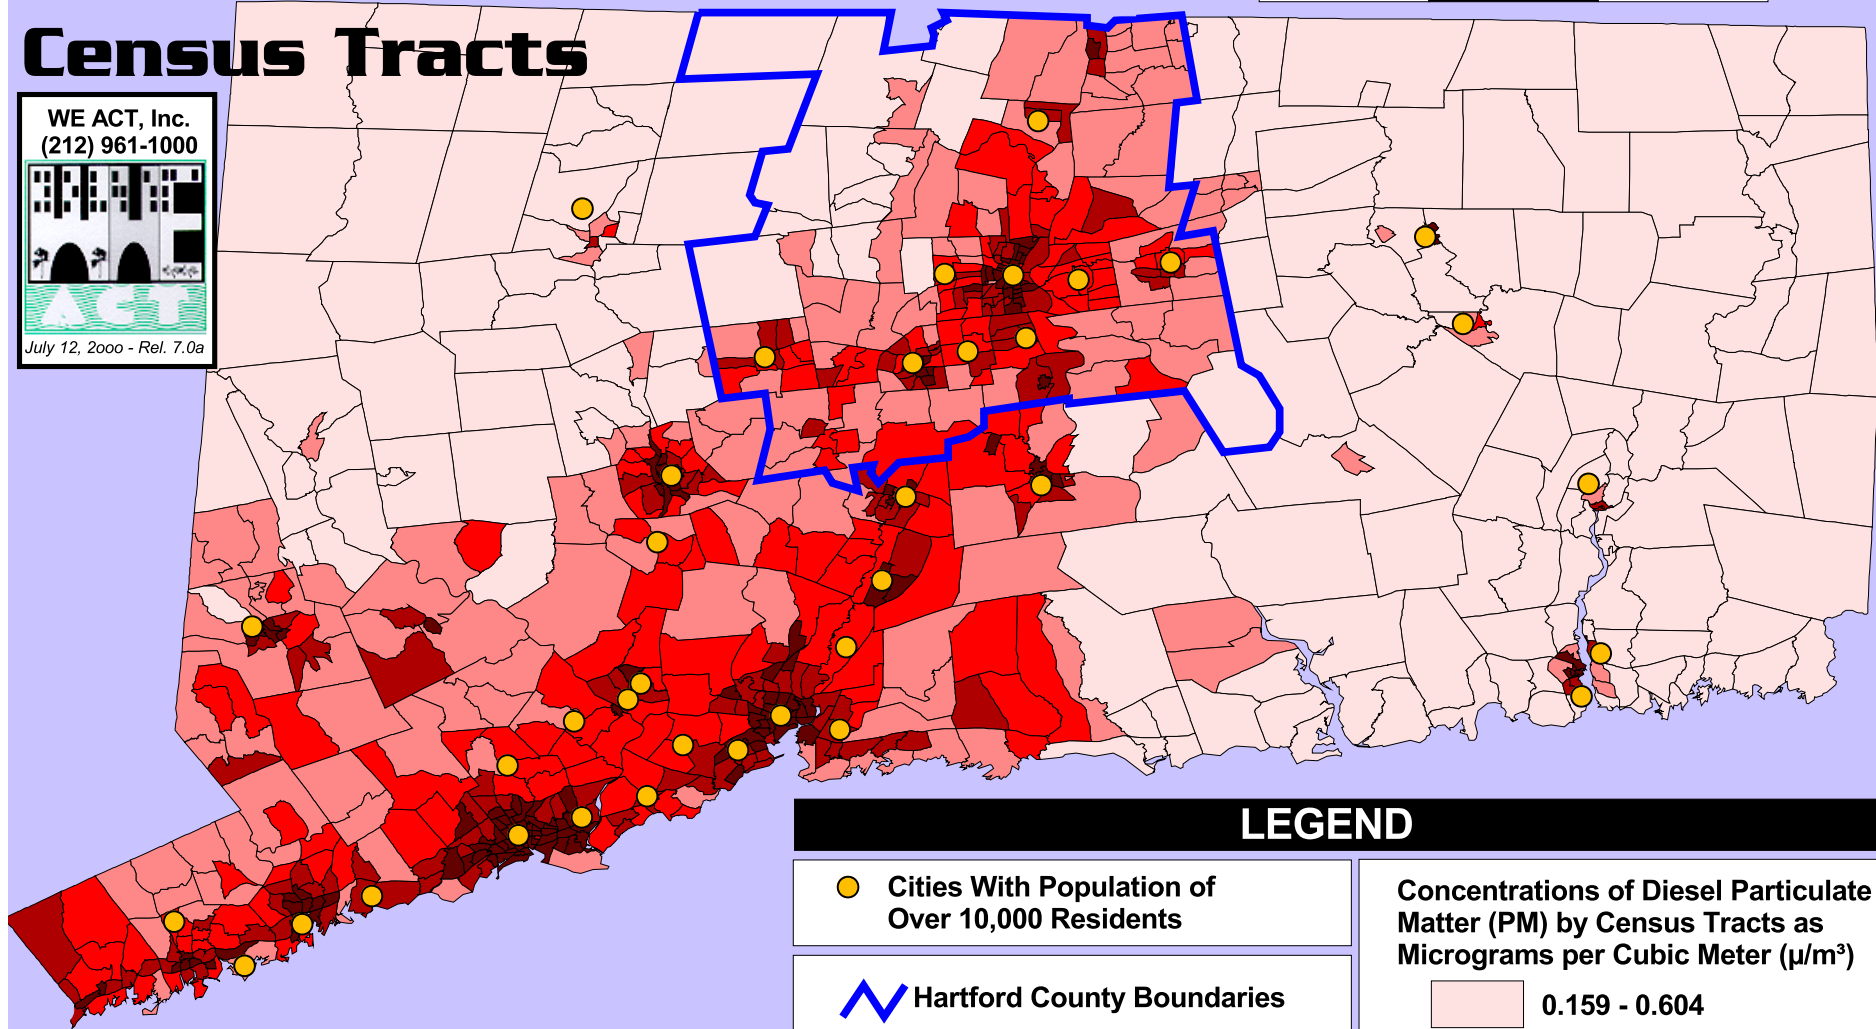 Census Tracts
WE ACT, Inc.
(212) 961-1000
ACT
July 12, 2ooo - Rel. 7.0a
LEGEND
Cities With Population of
Over 10,000 Residents
Hartford County Boundaries
Concentrations of Diesel Particulate
Matter (PM) by Census Tracts as
Micrograms per Cubic Meter (µ/m³)
0.159 - 0.604